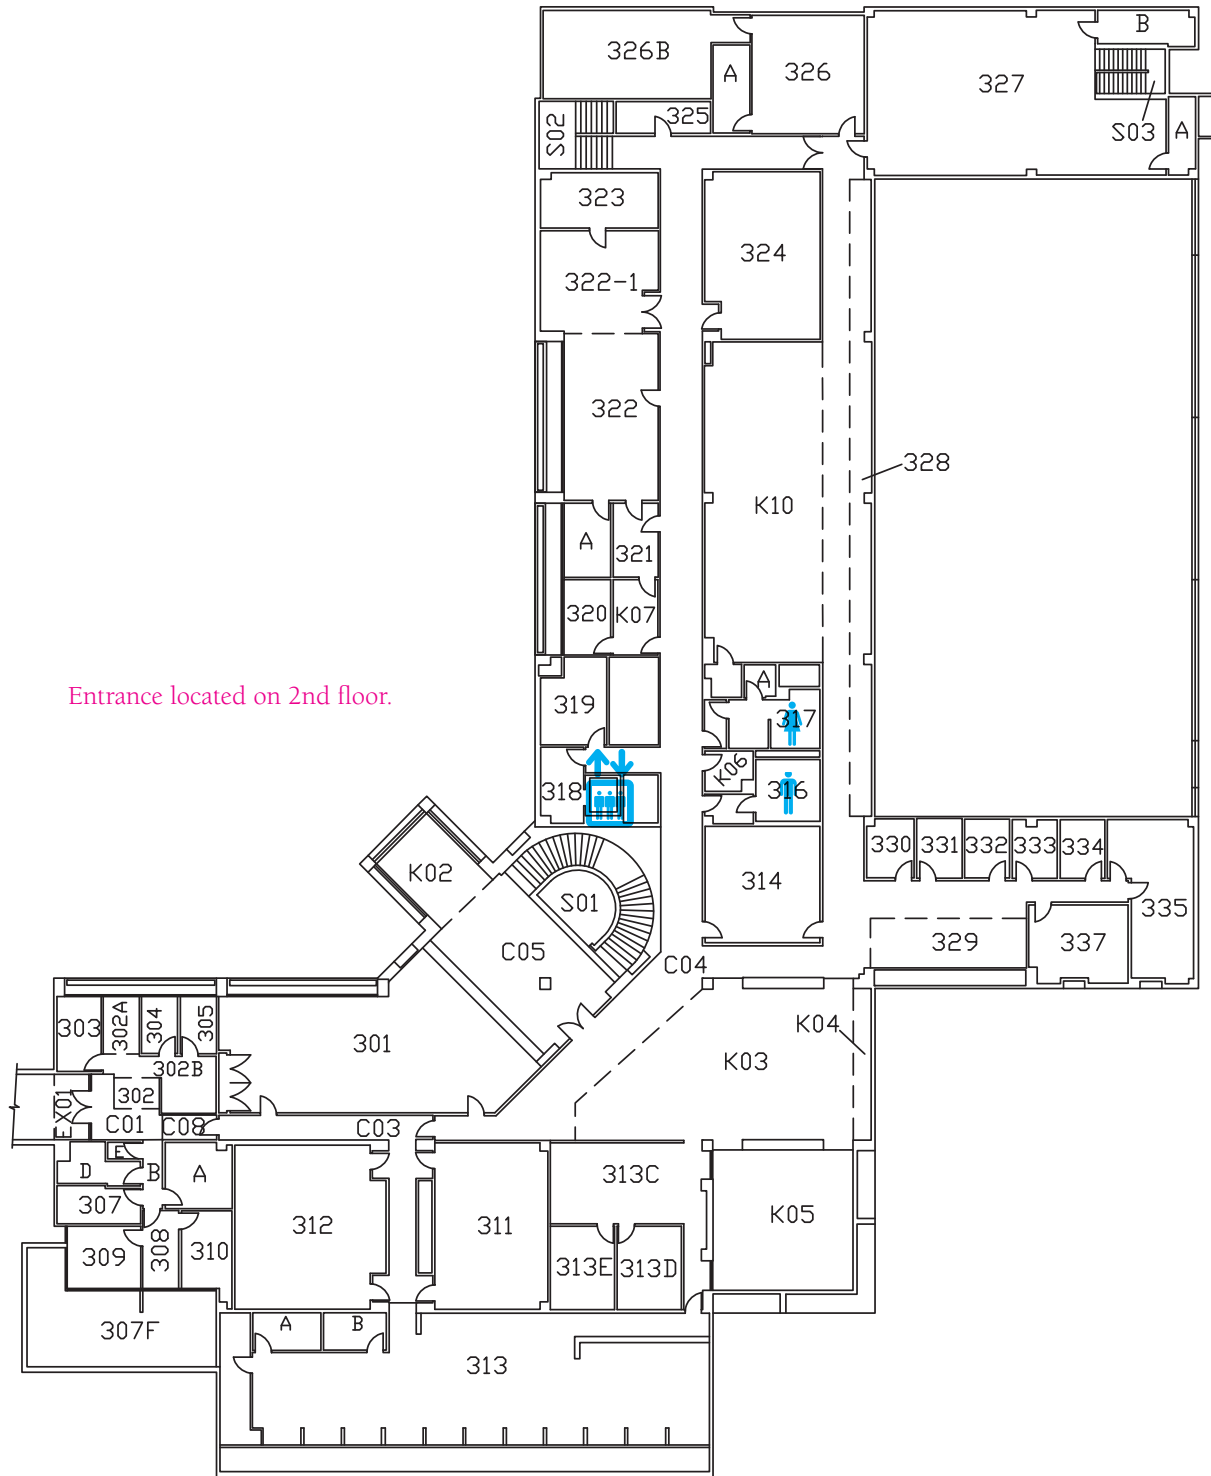 B
326B
A
326
327
325
S02
S03
A
323
324
322-1
322
328
K10
A
321
320
K07
A
Entrance located on 2nd floor.
319
317
K06
318
316
330
331
332
333
334
K02
314
S01
335
329
337
C05
C04
303
302A
304
305
301
K04
302B
K03
302
EX01
C01
C08
C03
E
D
B
A
313C
307
K05
312
311
308
309
310
313E
313D
307F
A
B
313